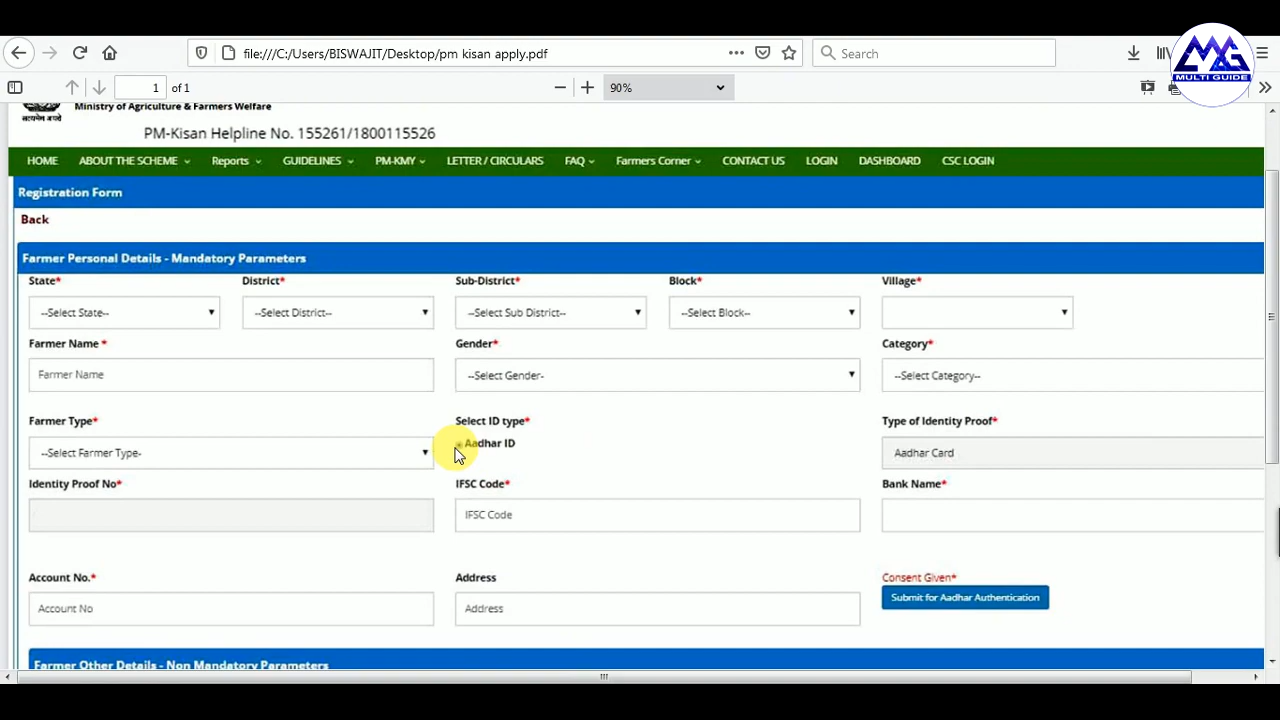 file:///C:/Users/BISWAJIT/Desktop/pm kisan apply.pdf
Search
MULTI GUIDE
1 of 1
90%
सत्यमेव जयते
Ministry of Agriculture & Farmers Welfare
PM-Kisan Helpline No. 155261/1800115526
HOME ABOUT THE SCHEME Reports GUIDELINES PM-KMY LETTER / CIRCULARS FAQ Farmers Corner CONTACT US LOGIN DASHBOARD CSC LOGIN
Registration Form
Back
Farmer Personal Details - Mandatory Parameters
State* District* Sub-District* Block* Village*
--Select State-- --Select District-- --Select Sub District-- --Select Block--
Farmer Name * Gender* Category*
Farmer Name --Select Gender- --Select Category--
Farmer Type* Select ID type* Type of Identity Proof*
--Select Farmer Type- Aadhar ID Aadhar Card
Identity Proof No* IFSC Code* Bank Name*
IFSC Code
Account No.* Address Consent Given*
Account No Address Submit for Aadhar Authentication
Farmer Other Details - Non Mandatory Parameters